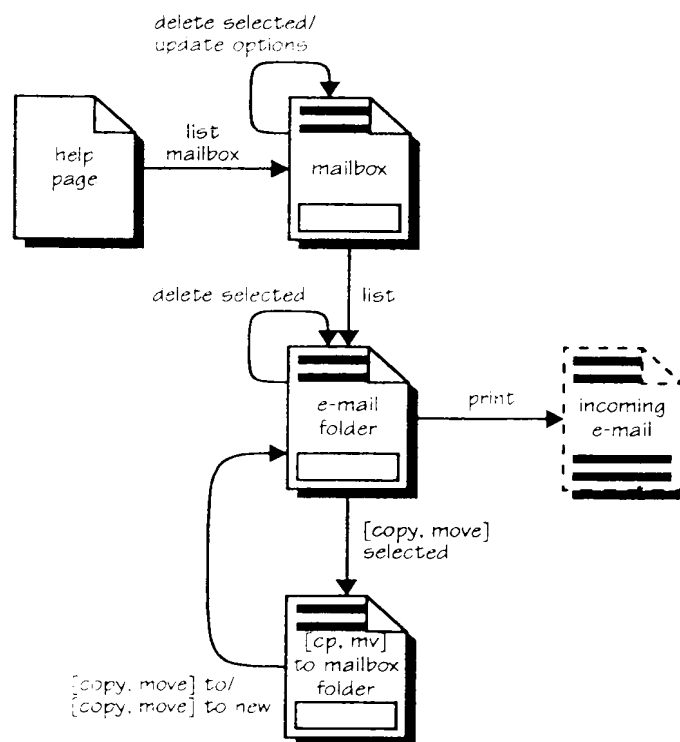 delete selected/
update options
help
page
list
mailbox
mailbox
delete selected
list
e-mail
folder
print
incoming
e-mail
[copy, move]
selected
[cp, mv]
to mailbox
folder
[copy, move] to/
[copy, move] to new